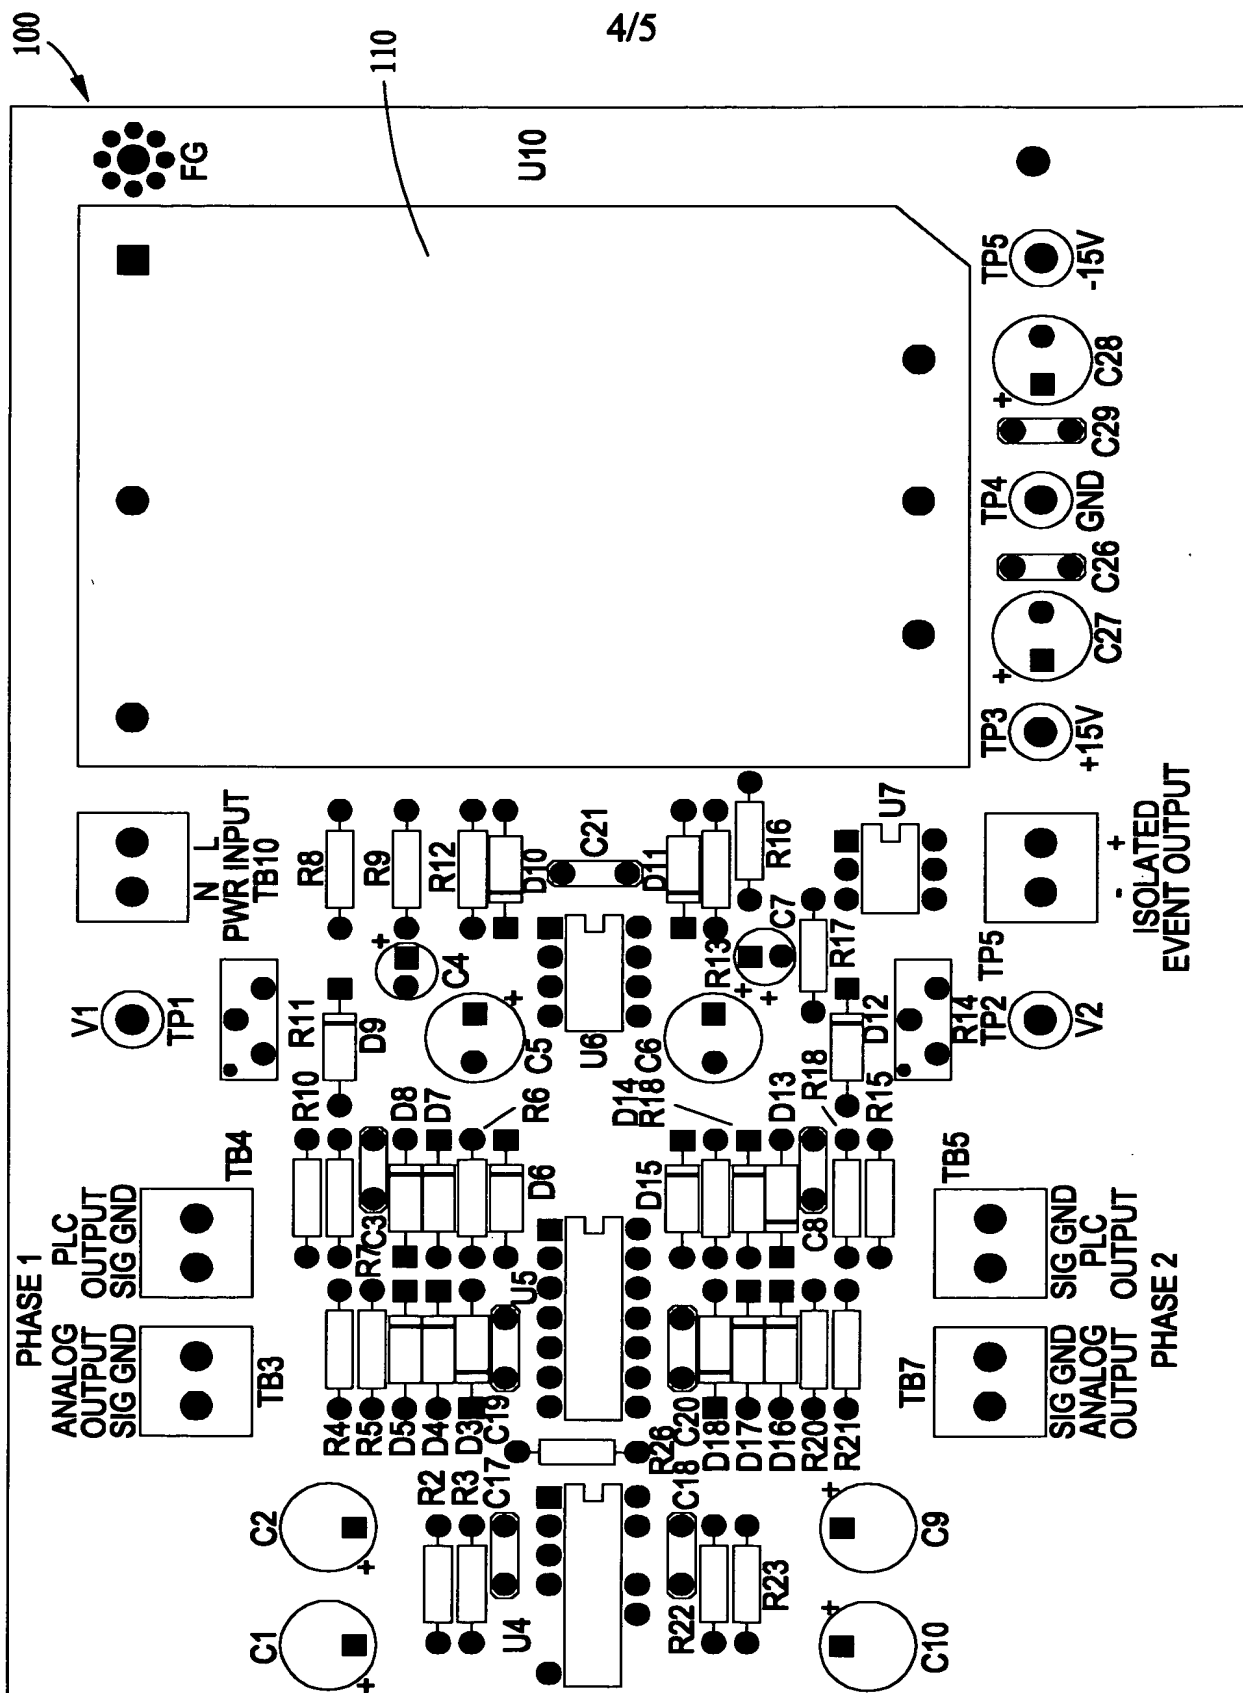 4/5
100
110
FG
U10
TP5
-15V
C28
+
C29
TP4
GND
C26
C27
+
TP3
+15V
N L
PWR INPUT
TB10
R8
R9
R12
D10
C21
D11
R16
U7
- +
ISOLATED
EVENT OUTPUT
V1
TP1
R11
D9
+
C4
C5
+
U6
R13
+
C7
+
C6
R17
D12
R14
TP2
TP5
V2
R10
D8
D7
R6
D14
R18
D13
R18
R15
PHASE 1
PLC
OUTPUT
SIG GND
TB4
R7
C3
D6
U5
D15
C8
TB5
SIG GND
PLC
OUTPUT
PHASE 2
ANALOG
OUTPUT
SIG GND
TB3
R4
R5
D5
D4
D3
C19
C20
D18
D17
D16
R20
R21
TB7
SIG GND
ANALOG
OUTPUT
R26
C2
+
R2
R3
C17
C18
+
C9
C1
+
U4
R22
R23
+
C10